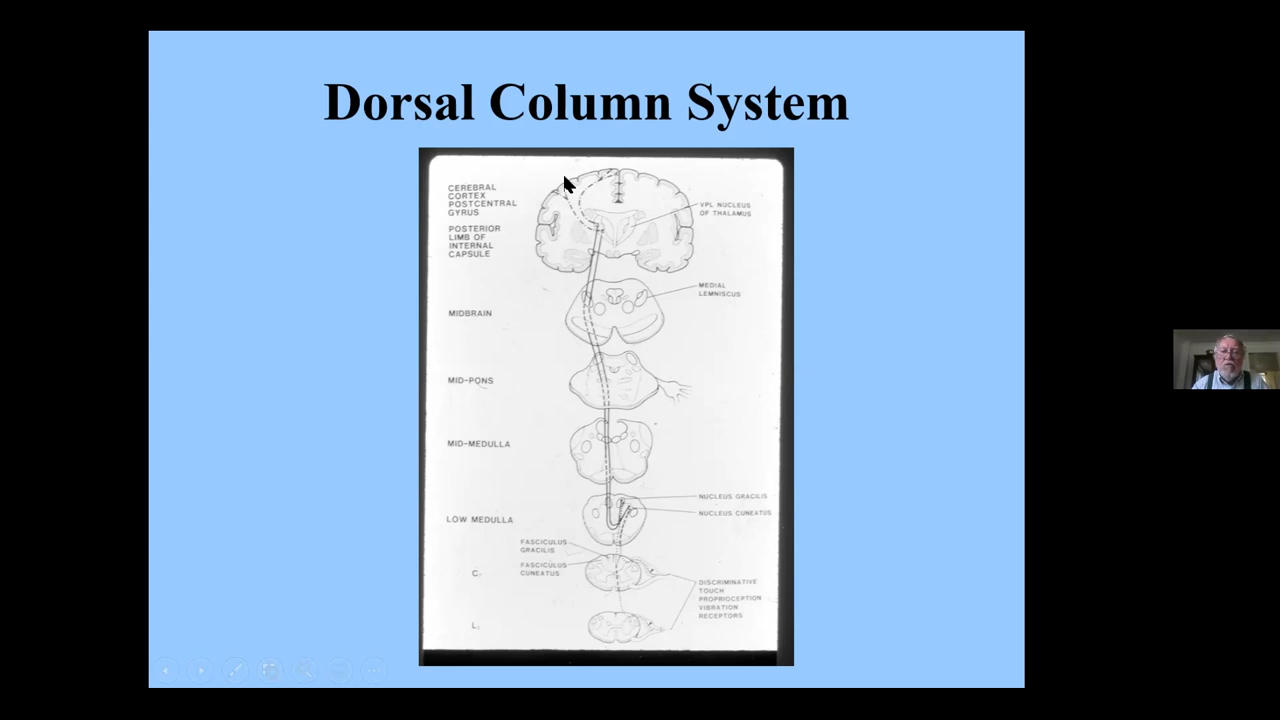 Dorsal Column System
CEREBRAL
CORTEX
POSTCENTRAL
GYRUS
POSTERIOR
LIMB OF
INTERNAL
CAPSULE
VPL NUCLEUS
OF THALAMUS
MEDIAL
LEMNISCUS
MIDBRAIN
MID-PONS
MID-MEDULLA
NUCLEUS GRACILIS
NUCLEUS CUNEATUS
LOW MEDULLA
FASCICULUS
GRACILIS
FASCICULUS
CUNEATUS
DISCRIMINATIVE
TOUCH
PROPRIOCEPTION
VIBRATION
RECEPTORS